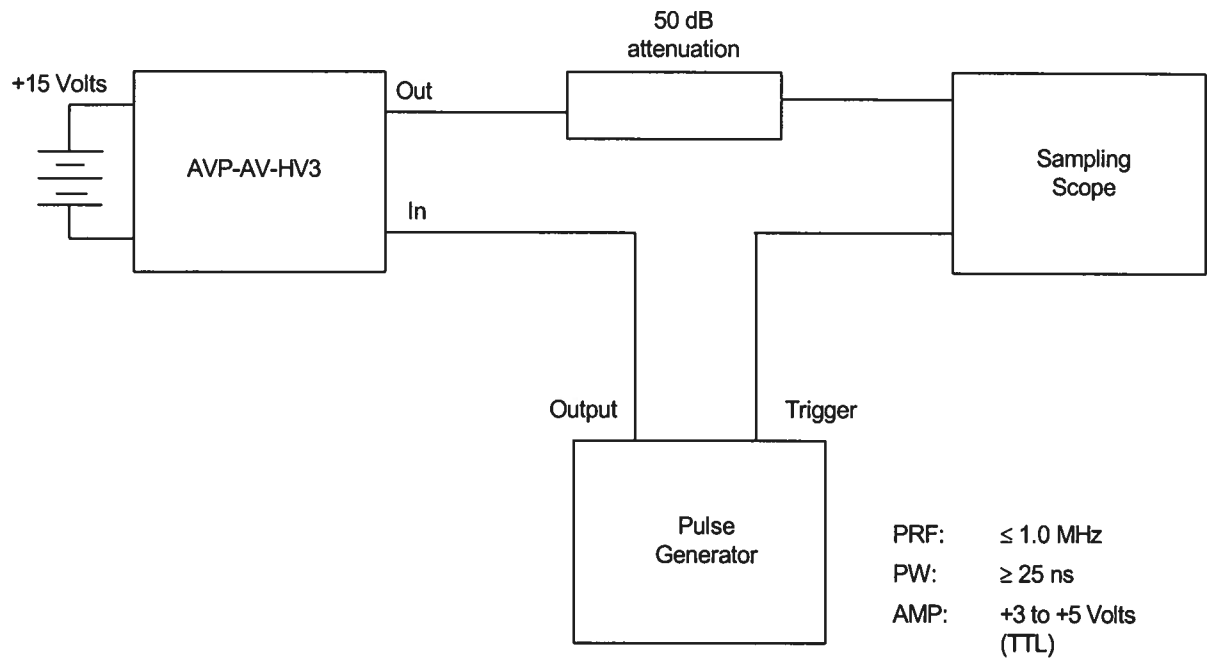 50 dB
attenuation
+15 Volts
Out
AVP-AV-HV3
Sampling
Scope
In
Output
Trigger
Pulse
Generator
PRF: ≤ 1.0 MHz
PW: ≥ 25 ns
AMP: +3 to +5 Volts
(TTL)